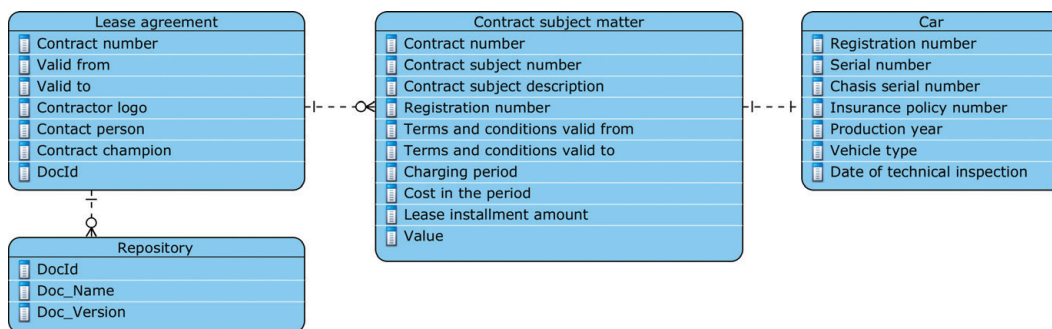 Lease agreement
Contract number
Valid from
Valid to
Contractor logo
Contact person
Contract champion
DocId
Contract subject matter
Contract number
Contract subject number
Contract subject description
Registration number
Terms and conditions valid from
Terms and conditions valid to
Charging period
Cost in the period
Lease installment amount
Value
Car
Registration number
Serial number
Chasis serial number
Insurance policy number
Production year
Vehicle type
Date of technical inspection
Repository
DocId
Doc_Name
Doc_Version